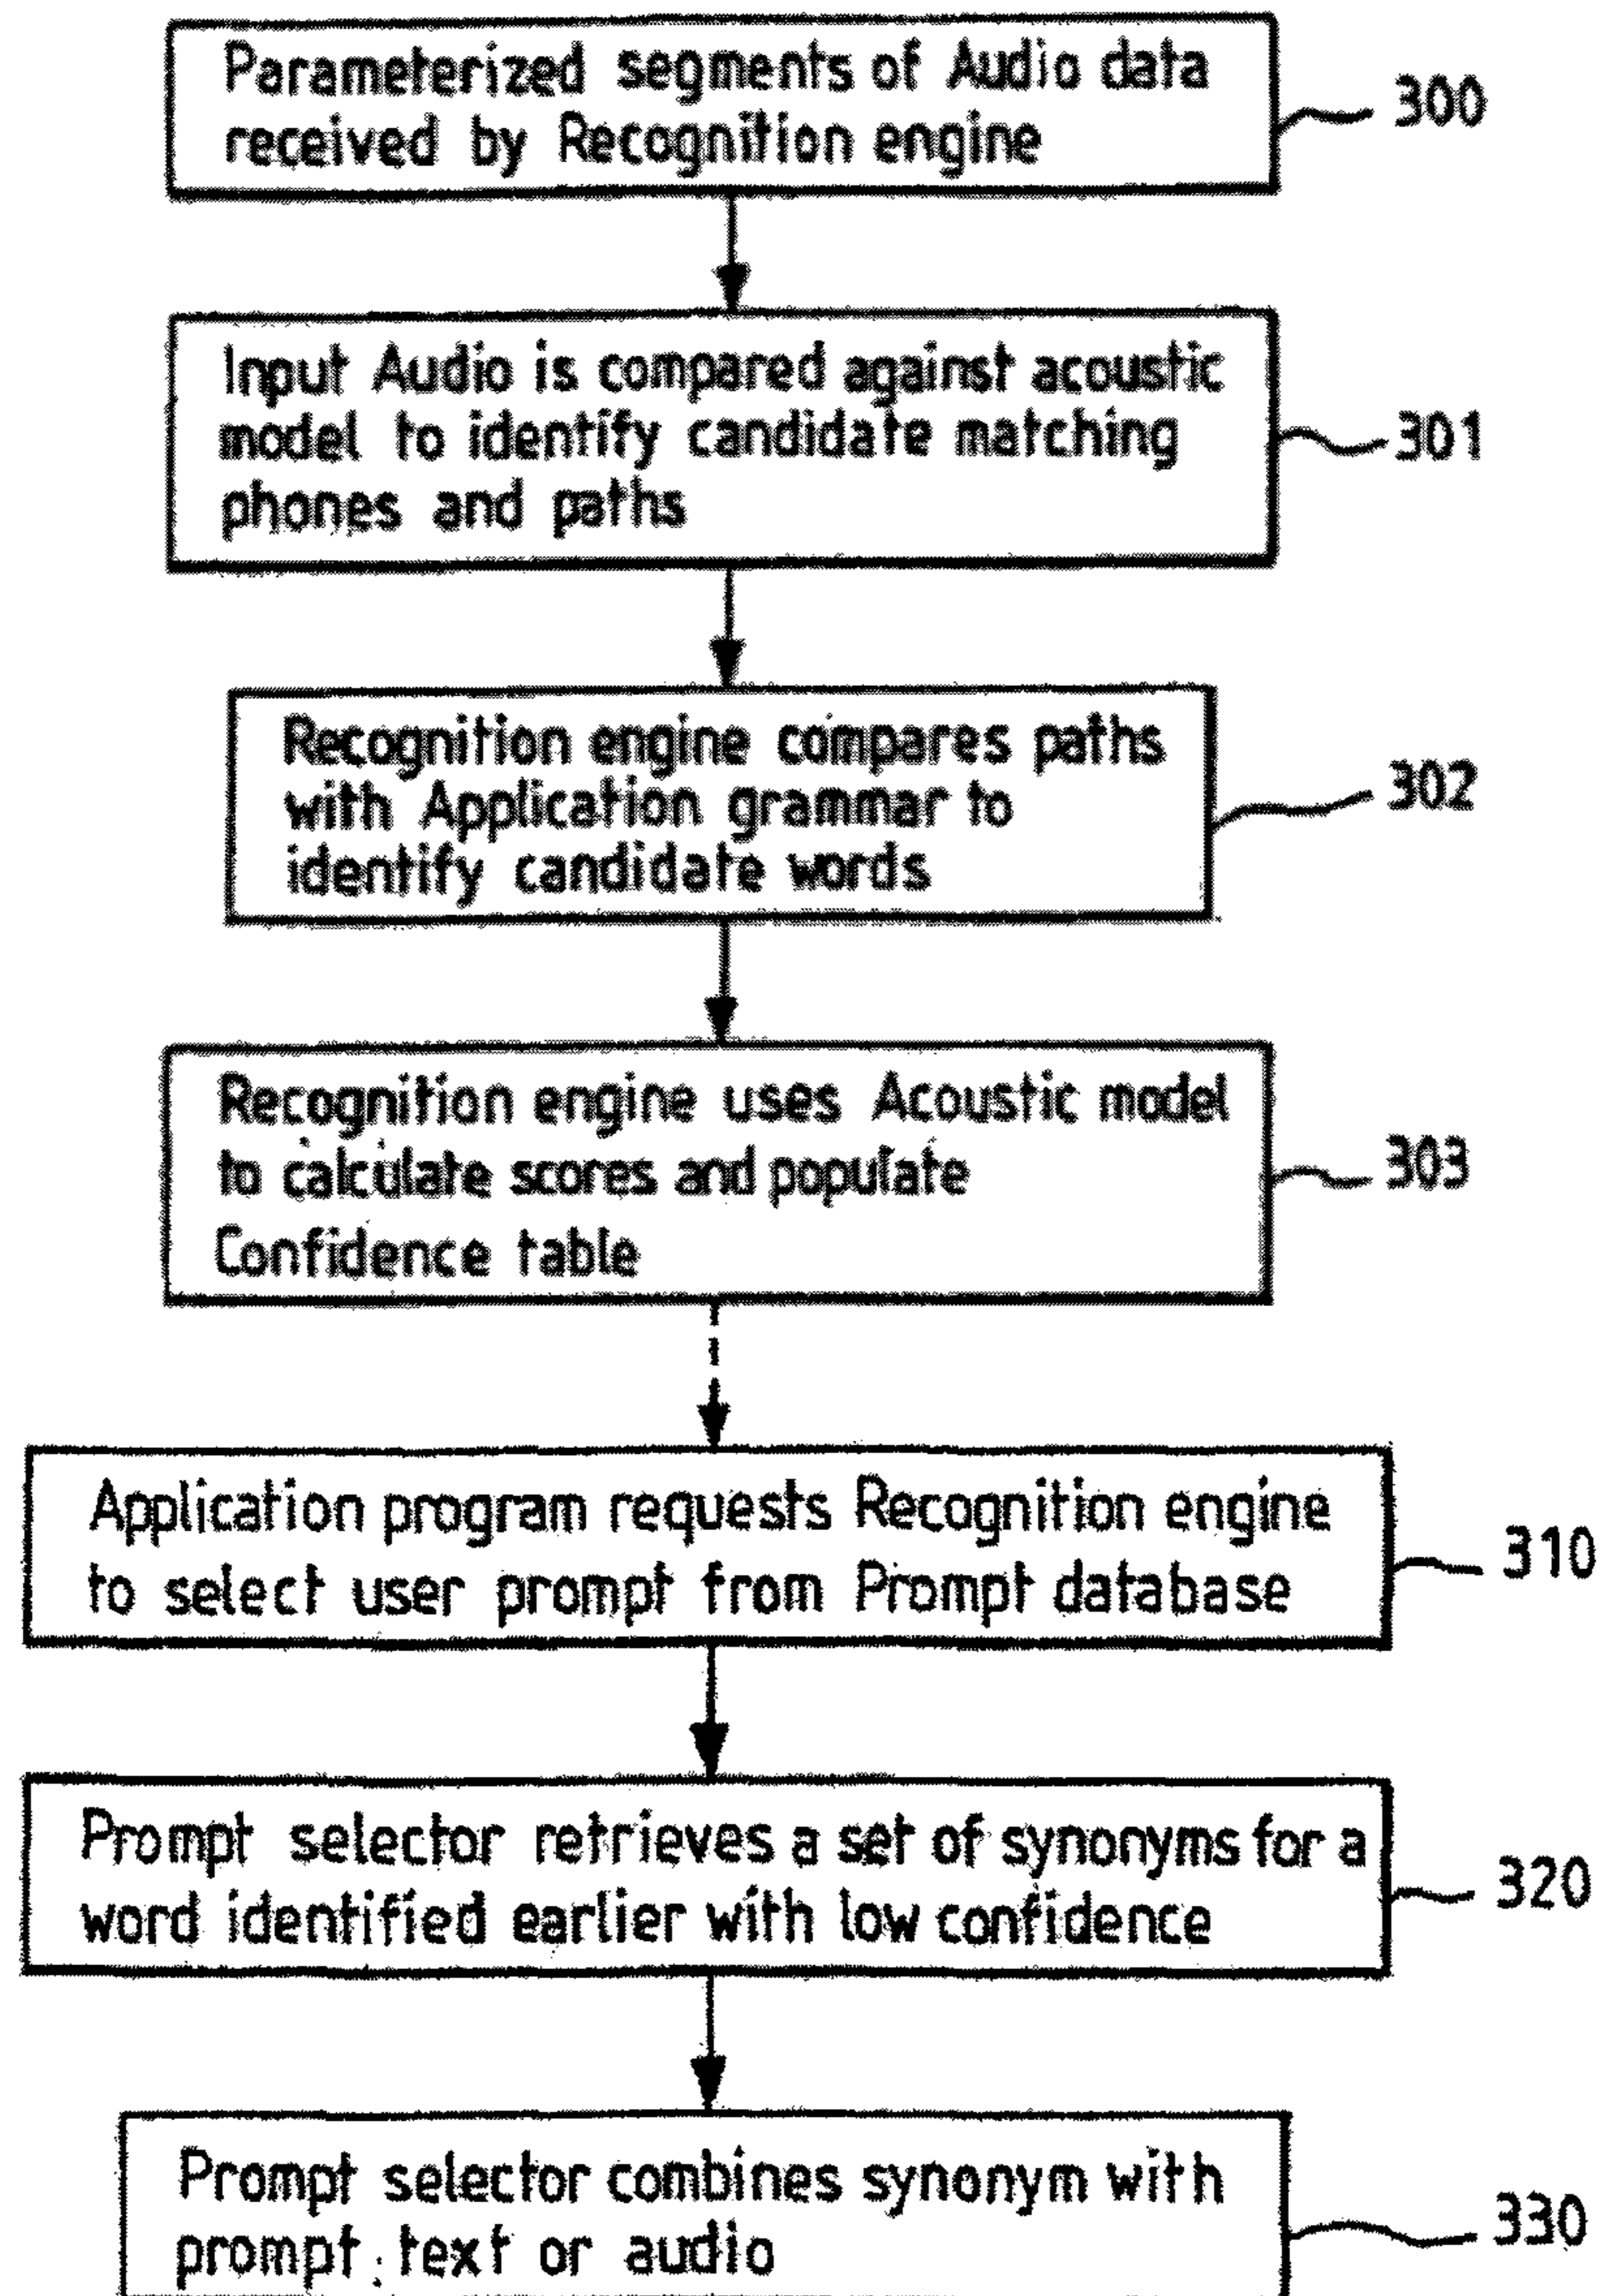 Parameterized segments of Audio data
received by Recognition engine
300
Input Audio is compared against acoustic
model to identify candidate matching
phones and paths
301
Recognition engine compares paths
with Application grammar to
identify candidate words
302
Recognition engine uses Acoustic model
to calculate scores and populate
Confidence table
303
Application program requests Recognition engine
to select user prompt from Prompt database
310
Prompt selector retrieves a set of synonyms for a
word identified earlier with low confidence
320
Prompt selector combines synonym with
prompt text or audio
330